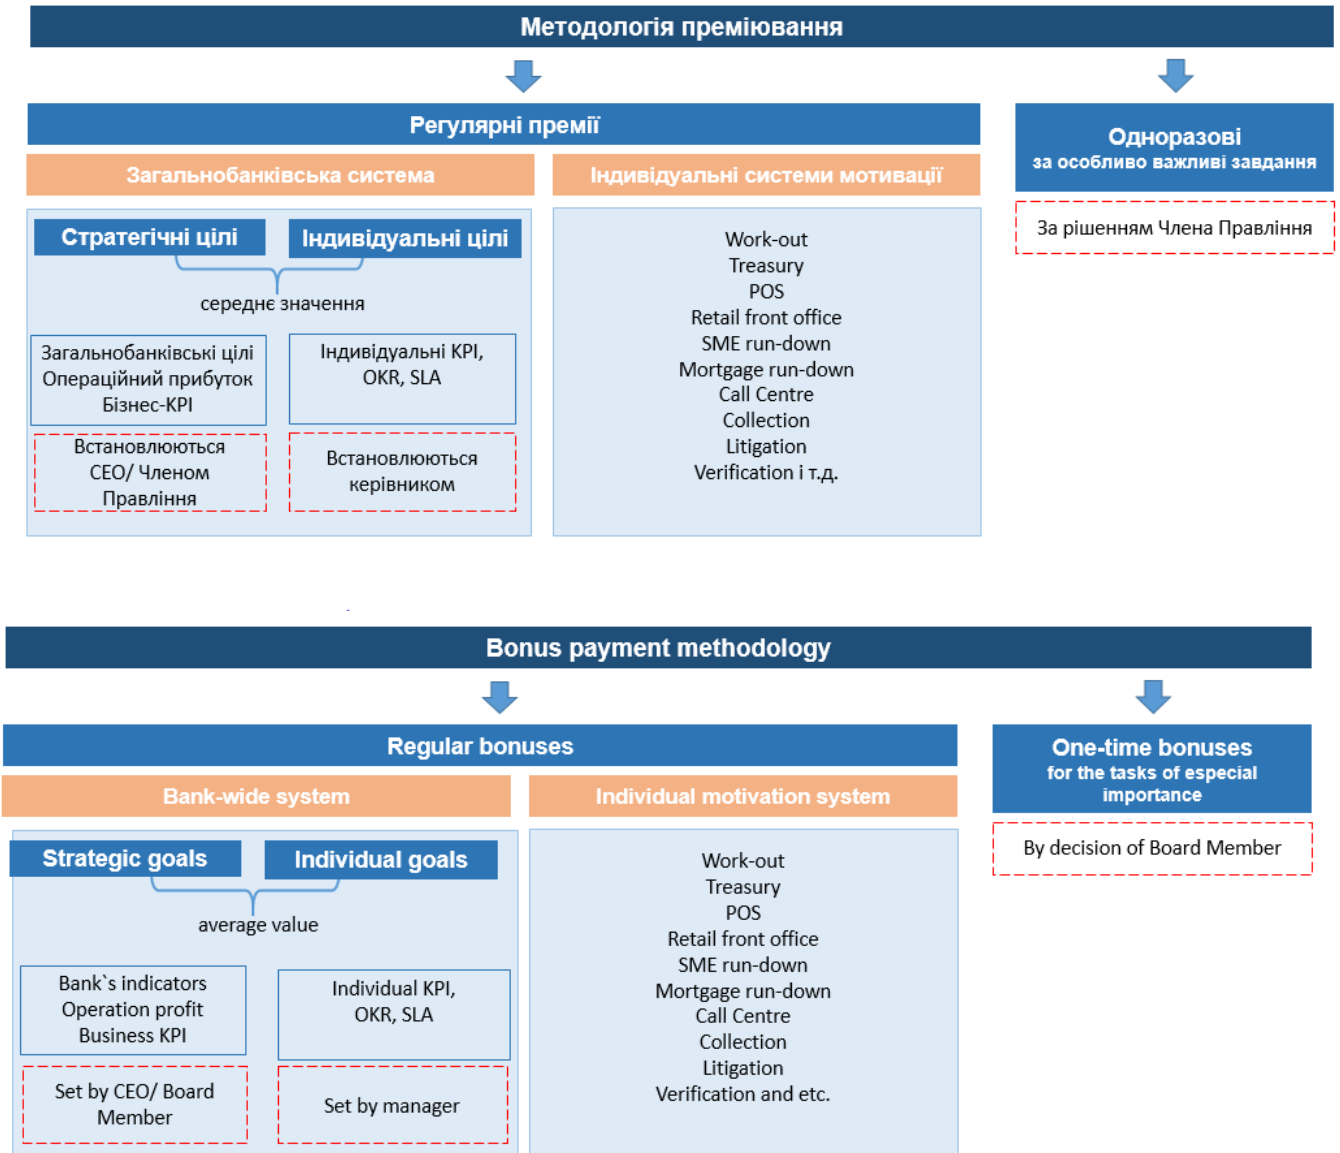 Методологія преміювання
Регулярні премії
Одноразові
за особливо важливі завдання
Загальнобанківська система
Індивідуальні системи мотивації
За рішенням Члена Правління
Стратегічні цілі
Індивідуальні цілі
середнє значення
Загальнобанківські цілі
Операційний прибуток
Бізнес-KPI
Індивідуальні KPI,
OKR, SLA
Встановлюються
CEO/ Членом
Правління
Встановлюються
керівником
Work-out
Treasury
POS
Retail front office
SME run-down
Mortgage run-down
Call Centre
Collection
Litigation
Verification і т.д.
Bonus payment methodology
Regular bonuses
One-time bonuses
for the tasks of especial
importance
Bank-wide system
Individual motivation system
By decision of Board Member
Strategic goals
Individual goals
average value
Bank`s indicators
Operation profit
Business KPI
Individual KPI,
OKR, SLA
Set by CEO/ Board
Member
Set by manager
Work-out
Treasury
POS
Retail front office
SME run-down
Mortgage run-down
Call Centre
Collection
Litigation
Verification and etc.